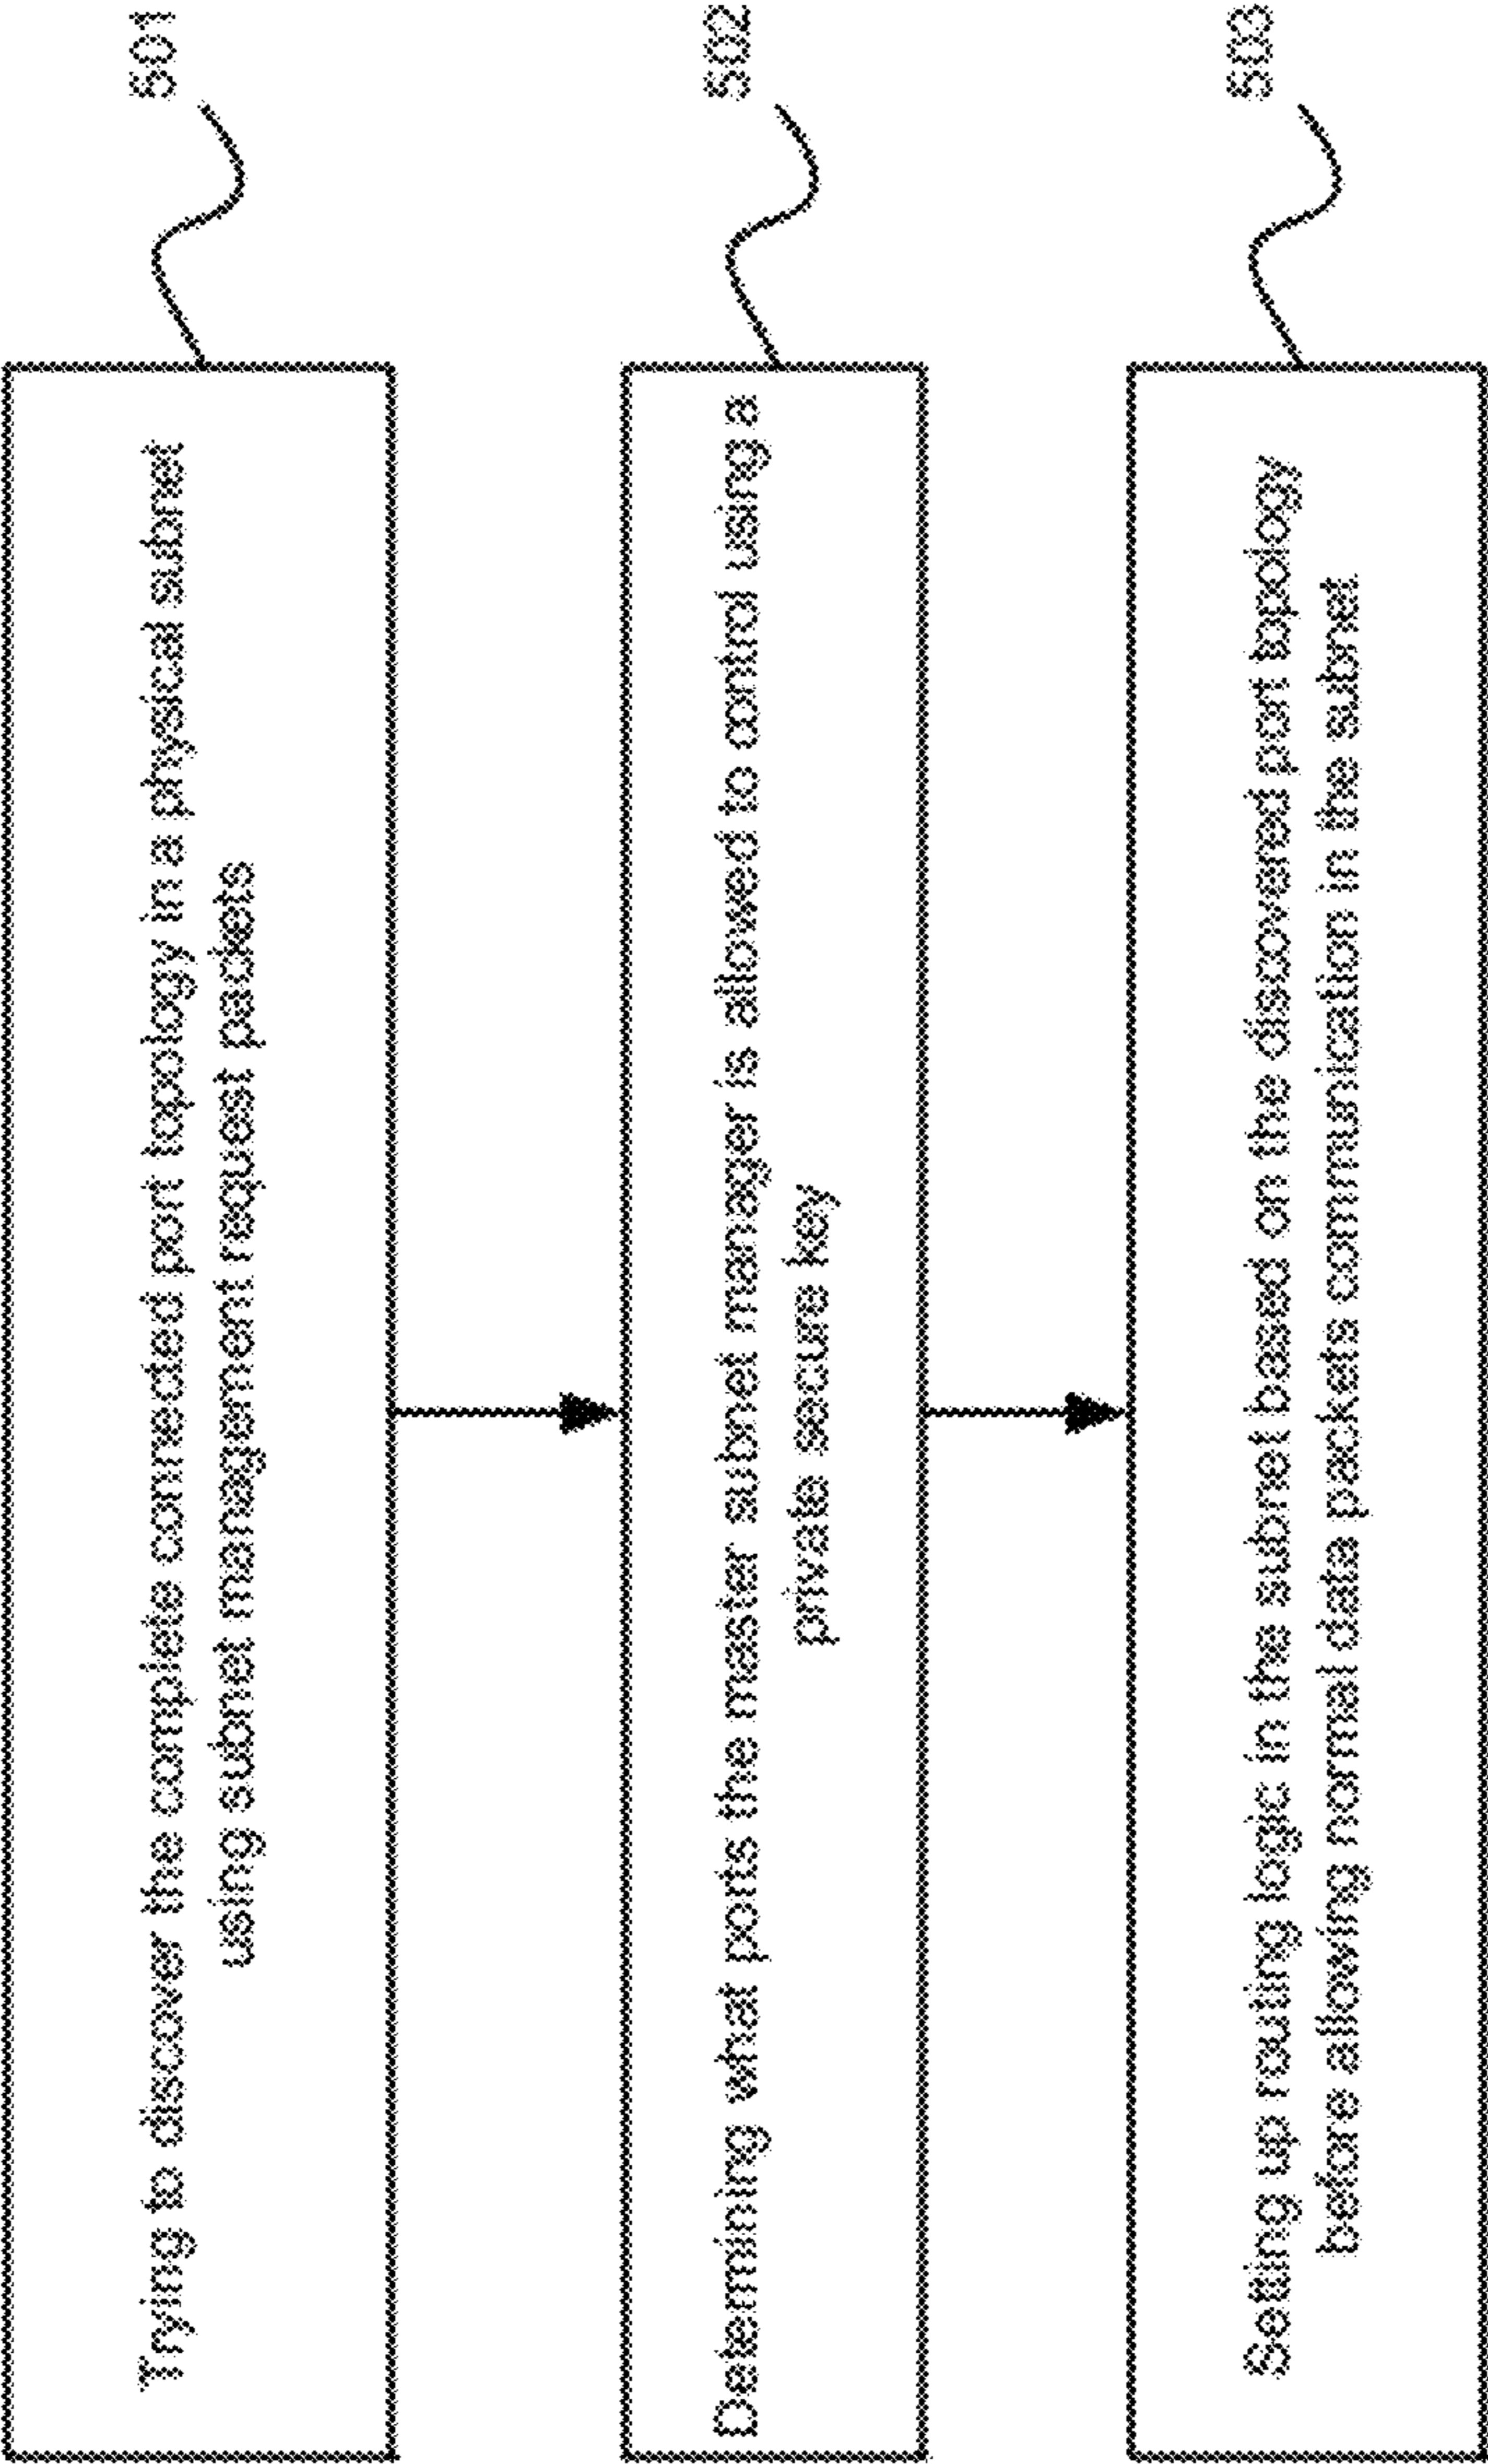 Trying to discover the complete connected port topology in a physical subnet
using subnet management request packets
501
Determining what ports the master subnet manager is allowed to control using a
private secure key
502
Setting up routing logic in the subnet based on the discovered port topology
before allowing normal data packets communication in the subnet
503